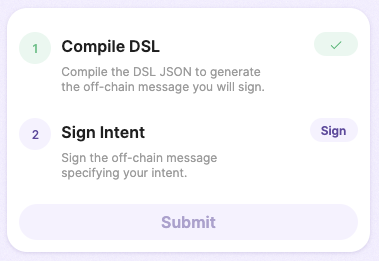 1
Compile DSL
✓
Compile the DSL JSON to generate
the off-chain message you will sign.
2
Sign Intent
Sign
Sign the off-chain message
specifying your intent.
Submit